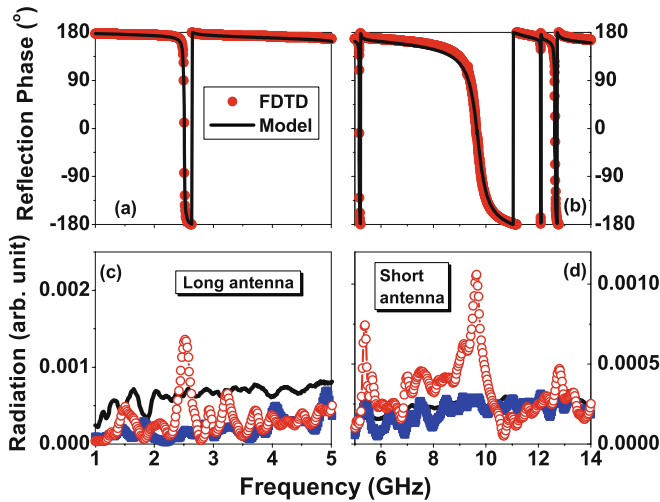 Reflection Phase (°)
180
90
0
-90
-180
FDTD
Model
(a)
(b)
180
90
0
-90
-180
Radiation (arb. unit)
0.002
0.001
0.000
(c)
Long antenna
Short
antenna
(d)
0.0010
0.0005
0.0000
1 2 3 4 5
6 8 10 12 14
Frequency (GHz)